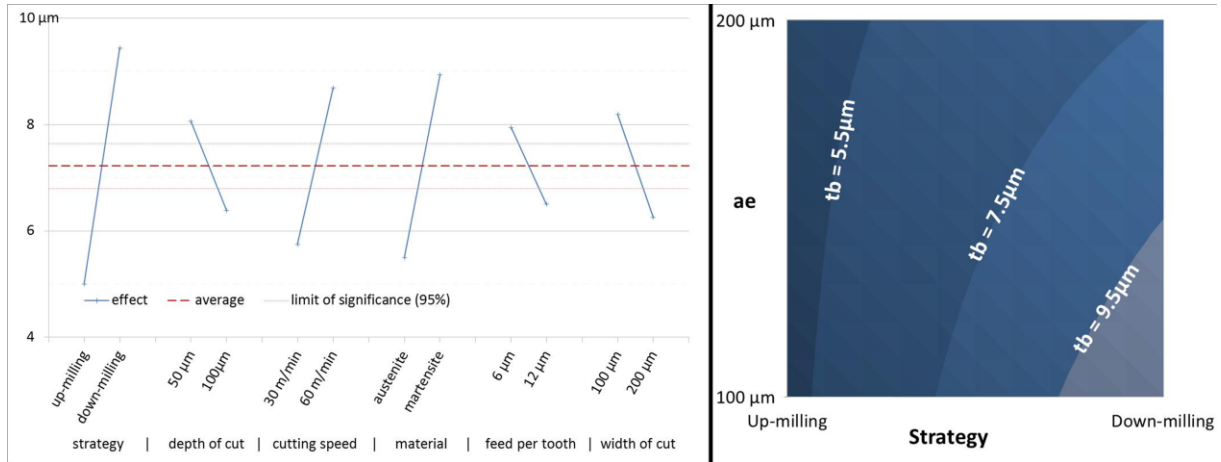 10 µm
8
6
4
effect
average
limit of significance (95%)
up-milling
down-milling
50 µm
100µm
30 m/min
60 m/min
austenite
martensite
6 µm
12 µm
100 µm
200 µm
strategy | depth of cut | cutting speed | material | feed per tooth | width of cut
200 µm
ae
100 µm
tb = 5.5µm
tb = 7.5µm
tb = 9.5µm
Up-milling
Down-milling
Strategy